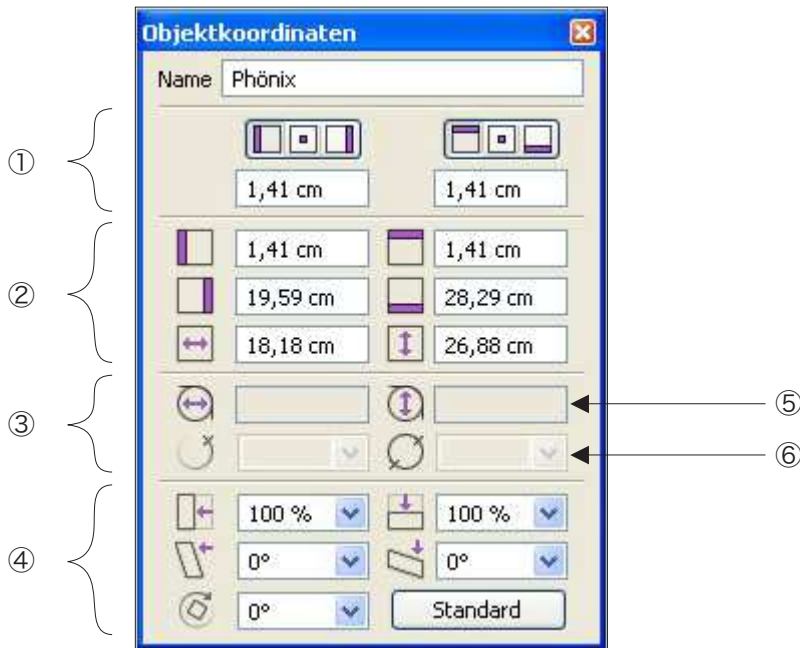 Objektkoordinaten
Name Phönix
①
1,41 cm 1,41 cm
②
1,41 cm 1,41 cm
19,59 cm 28,29 cm
18,18 cm 26,88 cm
③
⑤
⑥
④
100 % 100 %
0° 0°
0° Standard